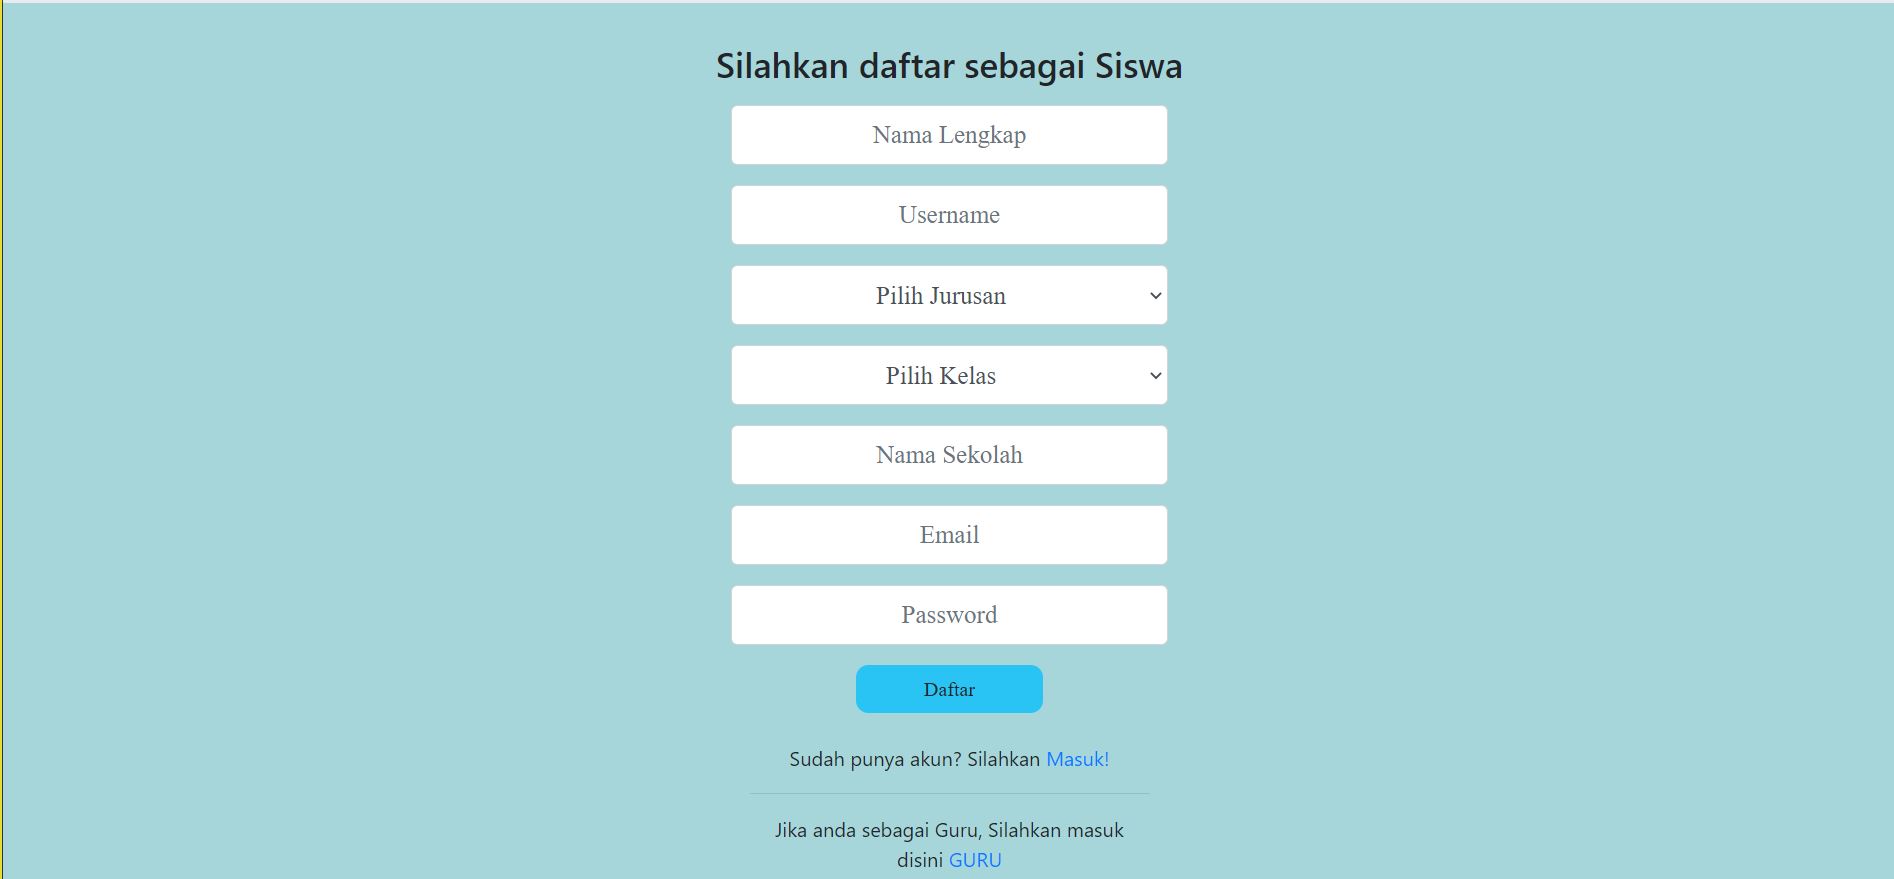 Silahkan daftar sebagai Siswa
Nama Lengkap
Username
Pilih Jurusan
Pilih Kelas
Nama Sekolah
Email
Password
Daftar
Sudah punya akun? Silahkan Masuk!
Jika anda sebagai Guru, Silahkan masuk
disini GURU